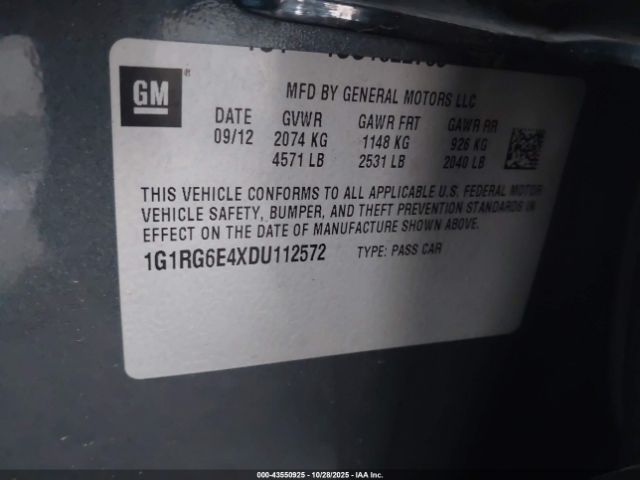 GM
MFD BY GENERAL MOTORS LLC
DATE GVWR GAWR FRT GAWR RR
09/12 2074 KG 1148 KG 926 KG
4571 LB 2531 LB 2040 LB
THIS VEHICLE CONFORMS TO ALL APPLICABLE U.S. FEDERAL MOTOR
VEHICLE SAFETY, BUMPER, AND THEFT PREVENTION STANDARDS IN
EFFECT ON THE DATE OF MANUFACTURE SHOWN ABOVE.
1G1RG6E4XDU112572 TYPE: PASS CAR
000-43550925 - 10/28/2025 - IAA Inc.